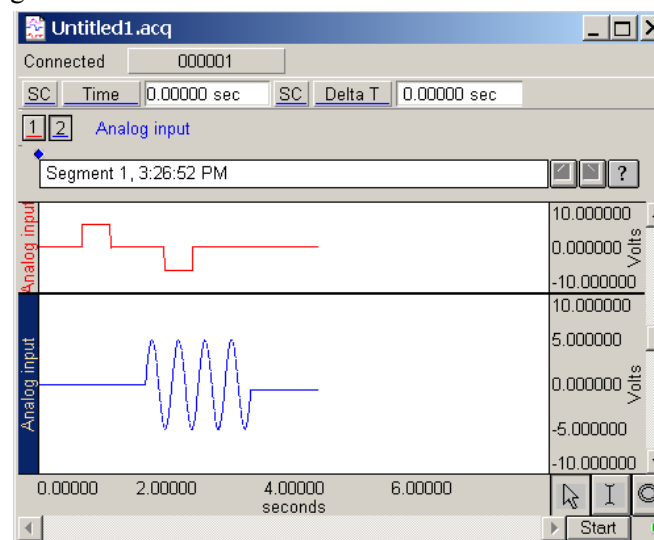 Untitled1.acq
Connected 000001
SC Time 0.00000 sec SC Delta T 0.00000 sec
1 2 Analog input
Segment 1, 3:26:52 PM ?
Analog input
10.000000
0.000000
-10.000000
Volts
Analog input
10.000000
5.000000
0.000000
-5.000000
-10.000000
Volts
0.00000 2.00000 4.00000 6.00000
seconds
Start